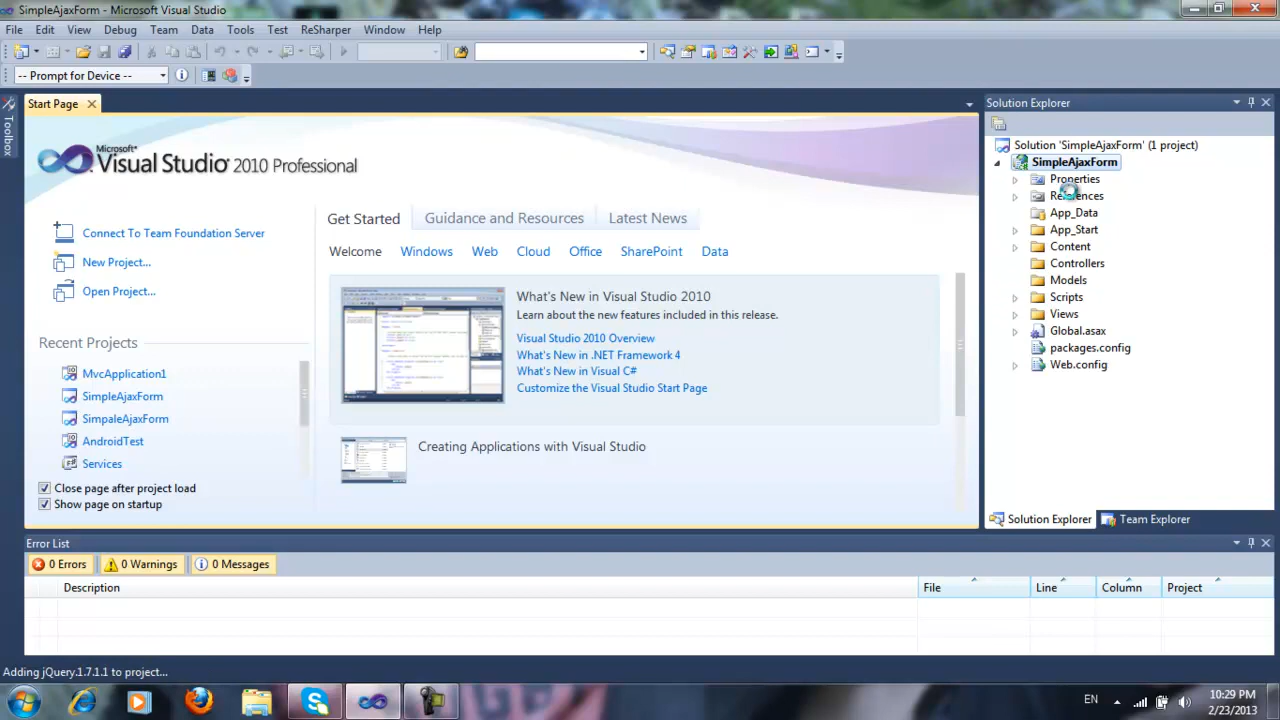 SimpleAjaxForm - Microsoft Visual Studio
File Edit View Debug Team Data Tools Test ReSharper Window Help
-- Prompt for Device --
Toolbox
Start Page
Microsoft®
Visual Studio® 2010 Professional
Connect To Team Foundation Server
New Project...
Open Project...
Recent Projects
MvcApplication1
SimpleAjaxForm
SimpaleAjaxForm
AndroidTest
Services
Close page after project load
Show page on startup
Get Started Guidance and Resources Latest News
Welcome Windows Web Cloud Office SharePoint Data
What's New in Visual Studio 2010
Learn about the new features included in this release.
Visual Studio 2010 Overview
What's New in .NET Framework 4
What's New in Visual C#
Customize the Visual Studio Start Page
Creating Applications with Visual Studio
Solution Explorer
Solution 'SimpleAjaxForm' (1 project)
SimpleAjaxForm
Properties
References
App_Data
App_Start
Content
Controllers
Models
Scripts
Views
Global.asax
packages.config
Web.config
Solution Explorer Team Explorer
Error List
0 Errors 0 Warnings 0 Messages
Description File Line Column Project
Adding jQuery.1.7.1.1 to project...
EN
10:29 PM
2/23/2013